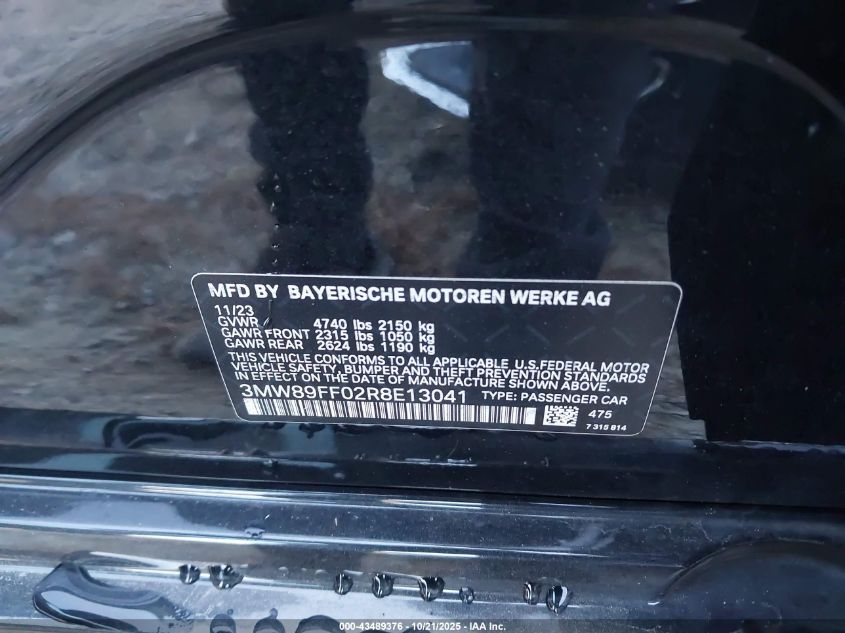 MFD BY BAYERISCHE MOTOREN WERKE AG
11/23
GVWR 4740 lbs 2150 kg
GAWR FRONT 2315 lbs 1050 kg
GAWR REAR 2624 lbs 1190 kg
THIS VEHICLE CONFORMS TO ALL APPLICABLE U.S.FEDERAL MOTOR
VEHICLE SAFETY, BUMPER AND THEFT PREVENTION STANDARDS
IN EFFECT ON THE DATE OF MANUFACTURE SHOWN ABOVE.
3MW89FF02R8E13041 TYPE: PASSENGER CAR
475
7 315 814
000-43489376 - 10/21/2025 - IAA Inc.